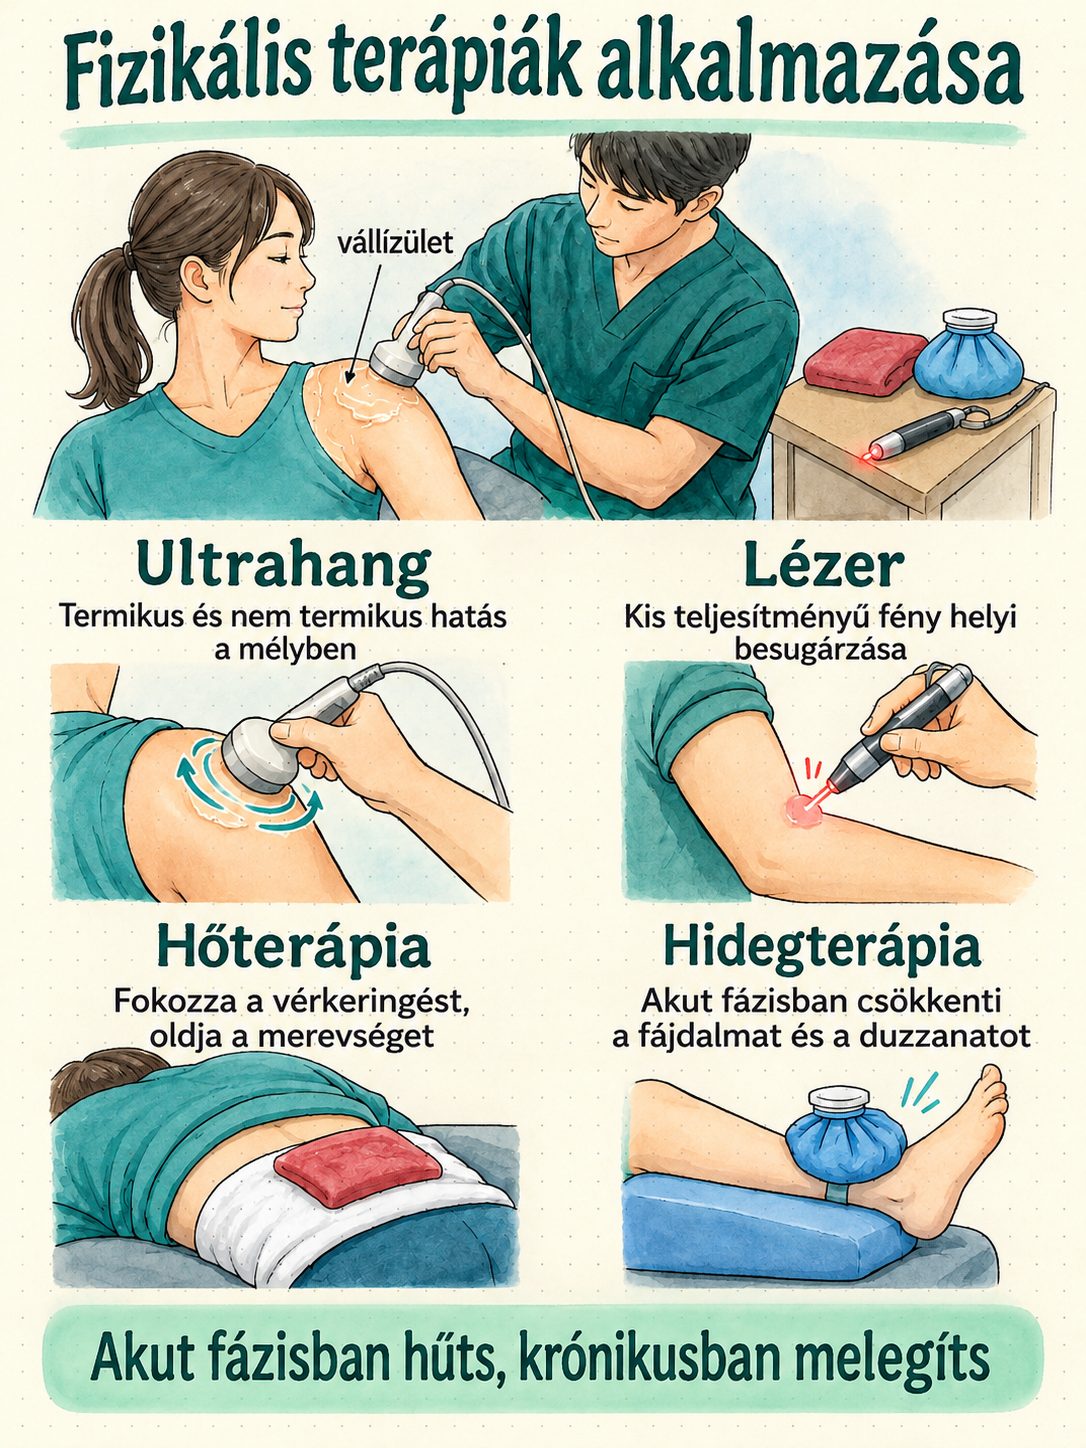 Fizikális terápiák alkalmazása
vállízület
Ultrahang
Termikus és nem termikus hatás
a mélyben
Lézer
Kis teljesítményű fény helyi
besugárzása
Hőterápia
Fokozza a vérkeringést,
oldja a merevséget
Hidegterápia
Akut fázisban csökkenti
a fájdalmat és a duzzanatot
Akut fázisban hűts, krónikusban melegíts